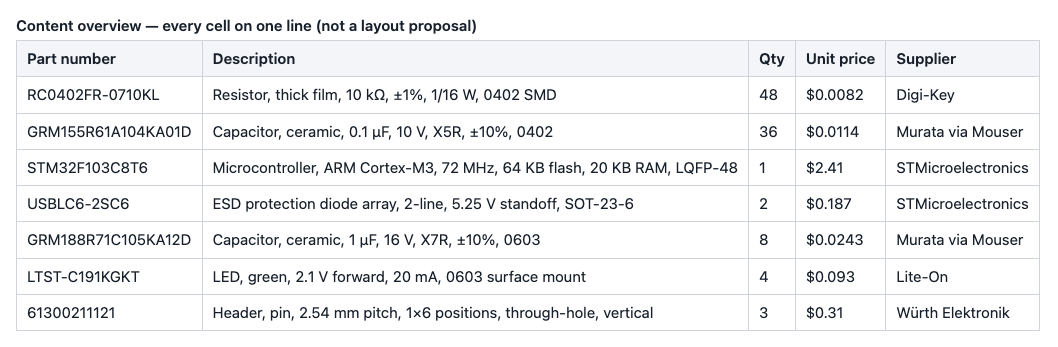 Content overview — every cell on one line (not a layout proposal)
Part number Description Qty Unit price Supplier
RC0402FR-0710KL Resistor, thick film, 10 kΩ, ±1%, 1/16 W, 0402 SMD 48 $0.0082 Digi-Key
GRM155R61A104KA01D Capacitor, ceramic, 0.1 µF, 10 V, X5R, ±10%, 0402 36 $0.0114 Murata via Mouser
STM32F103C8T6 Microcontroller, ARM Cortex-M3, 72 MHz, 64 KB flash, 20 KB RAM, LQFP-48 1 $2.41 STMicroelectronics
USBLC6-2SC6 ESD protection diode array, 2-line, 5.25 V standoff, SOT-23-6 2 $0.187 STMicroelectronics
GRM188R71C105KA12D Capacitor, ceramic, 1 µF, 16 V, X7R, ±10%, 0603 8 $0.0243 Murata via Mouser
LTST-C191KGKT LED, green, 2.1 V forward, 20 mA, 0603 surface mount 4 $0.093 Lite-On
61300211121 Header, pin, 2.54 mm pitch, 1×6 positions, through-hole, vertical 3 $0.31 Würth Elektronik